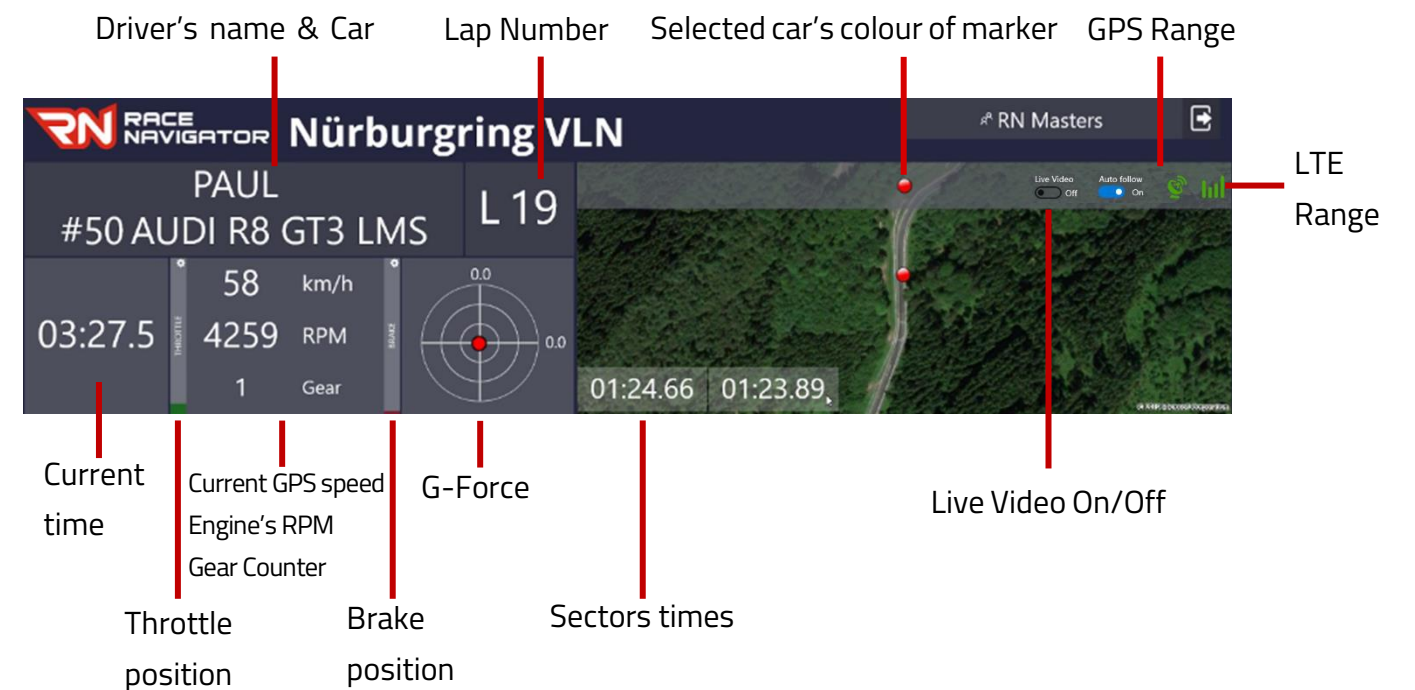 Driver's name & Car
Lap Number
Selected car's colour of marker
GPS Range
RN RACE NAVIGATOR
Nürburgring VLN
RN Masters
LTE
Range
PAUL
#50 AUDI R8 GT3 LMS
L 19
Live Video
Off
Auto follow
On
03:27.5
THROTTLE
58 km/h
4259 RPM
1 Gear
BRAKE
0.0
0.0
01:24.66
01:23.89
Current
time
Current GPS speed
Engine's RPM
Gear Counter
G-Force
Live Video On/Off
Throttle
position
Brake
position
Sectors times